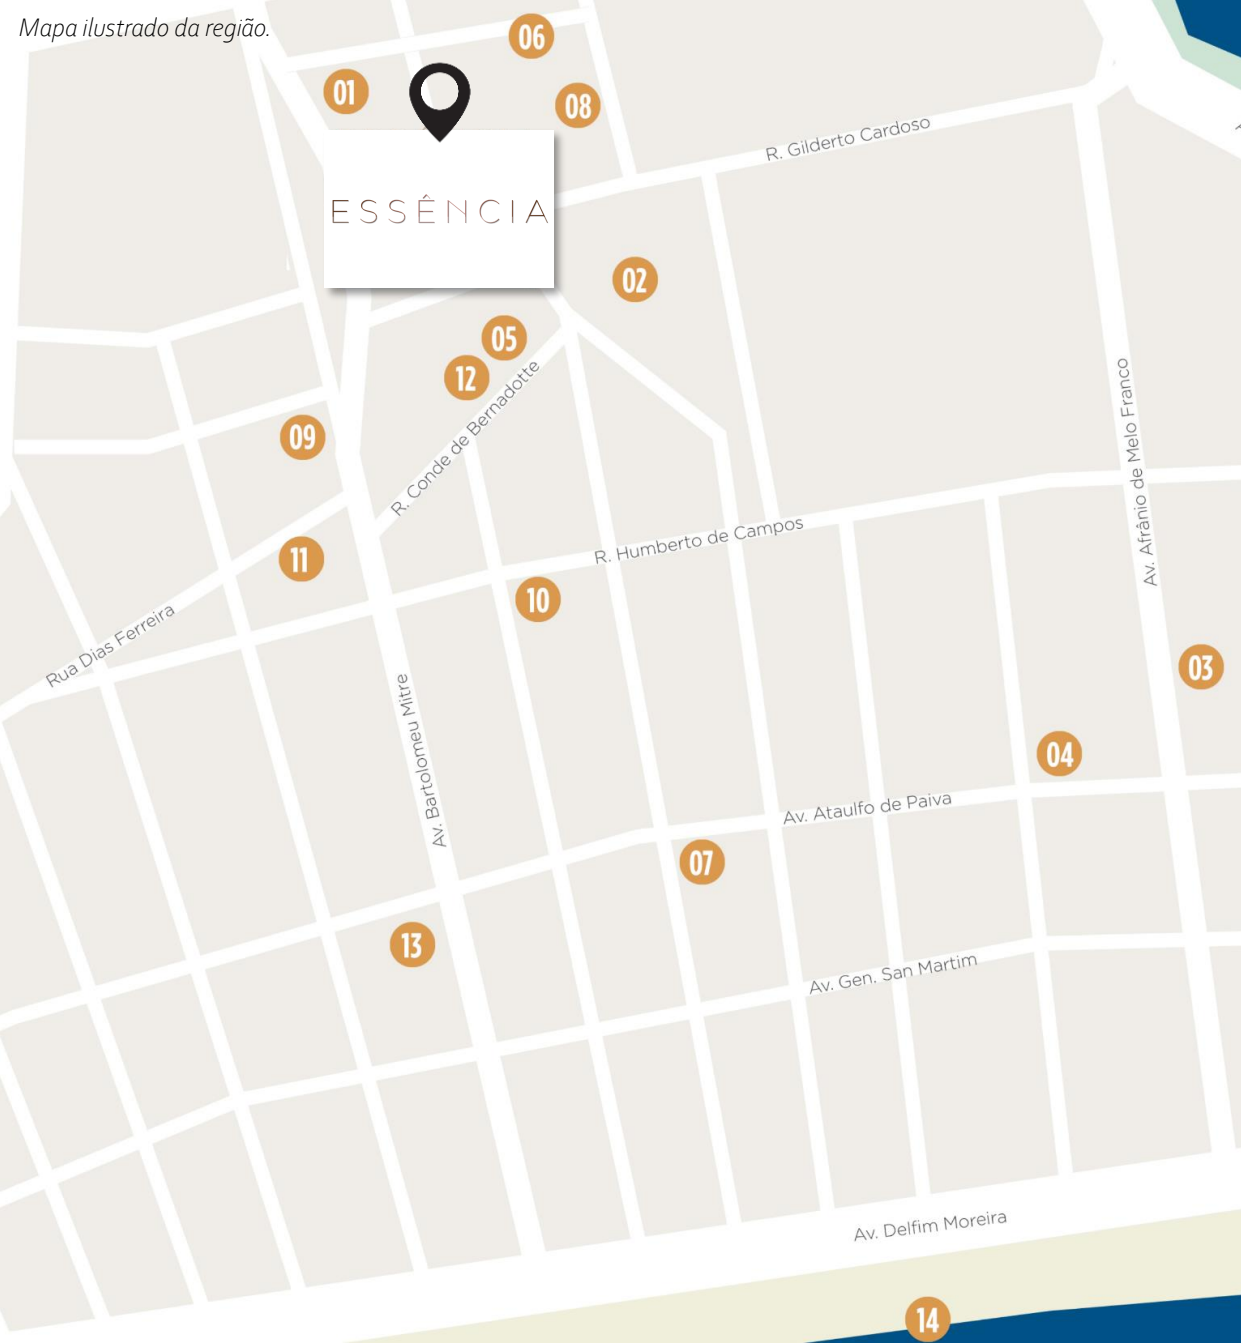 Mapa ilustrado da região.
06
01
08
R. Gilderto Cardoso
ESSÊNCIA
02
05
12
R. Conde de Bernadotte
09
Av. Afrânio de Melo Franco
R. Humberto de Campos
11
10
Rua Dias Ferreira
03
Av. Bartolomeu Mitre
04
Av. Ataulfo de Paiva
07
13
Av. Gen. San Martim
Av. Delfim Moreira
14